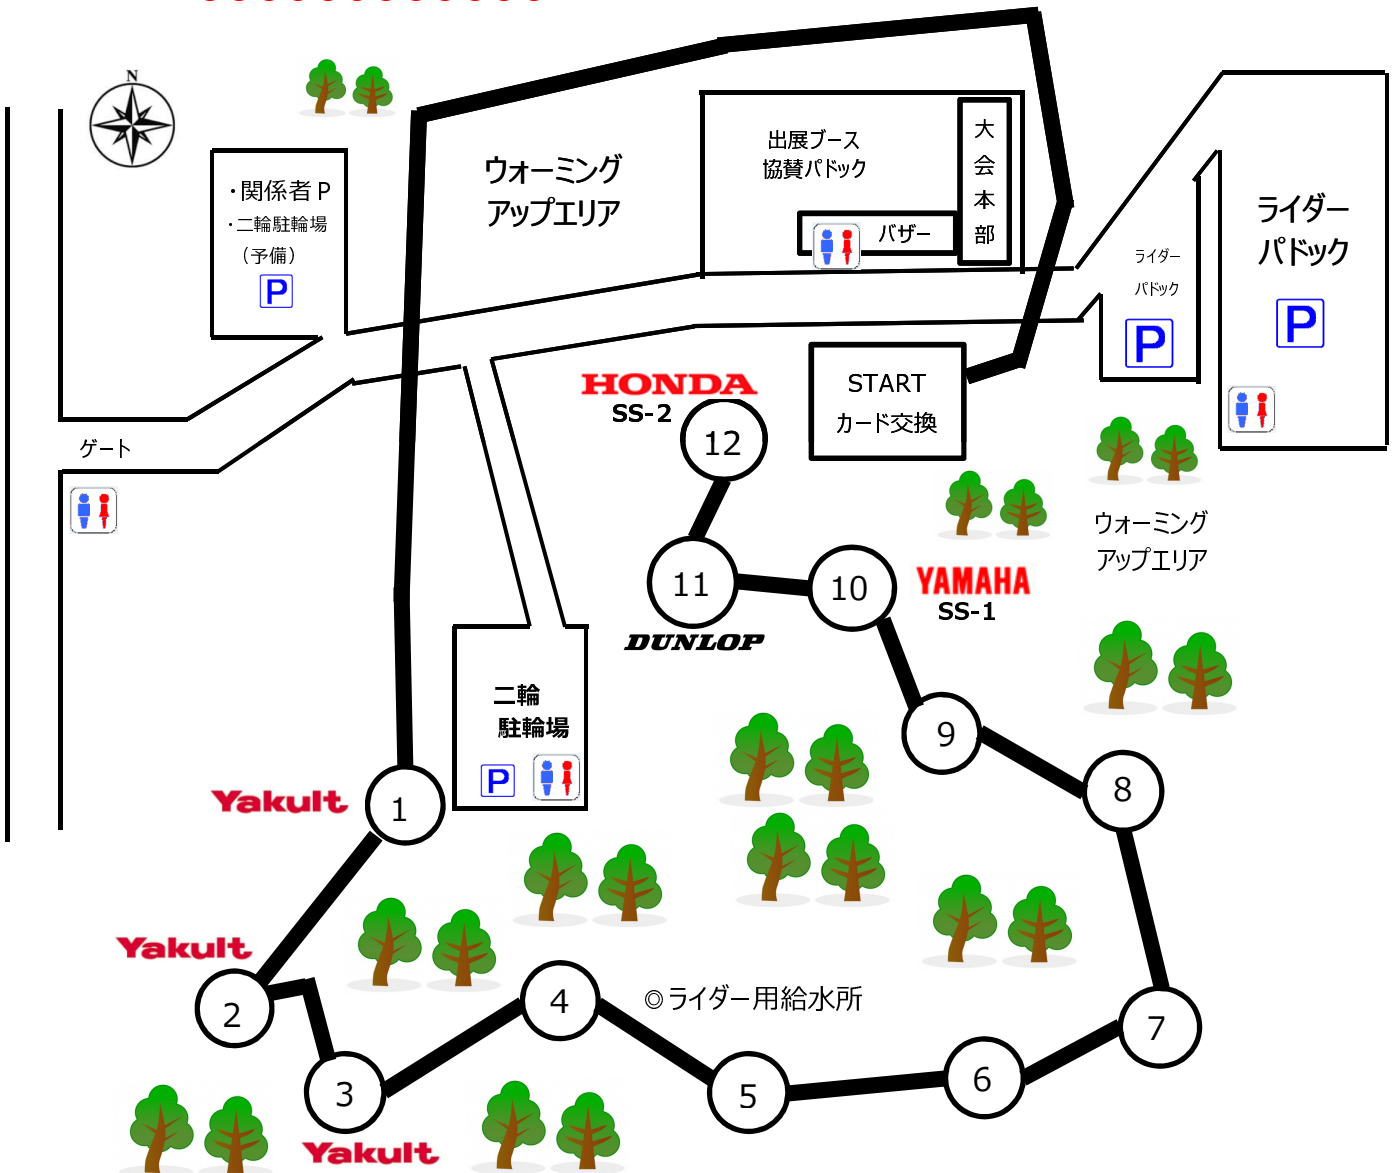 N
出展ブース
協賛パドック
大会本部
ウォーミング
アップエリア
・関係者P
・二輪駐輪場
（予備）
P
バザー
ライダー
パドック
P
ライダー
パドック
P
START
カード交換
HONDA
SS-2
12
ゲート
ウォーミング
アップエリア
11
10
YAMAHA
SS-1
DUNLOP
二輪
駐輪場
P
9
8
Yakult
1
Yakult
2
4
◎ライダー用給水所
7
3
5
6
Yakult